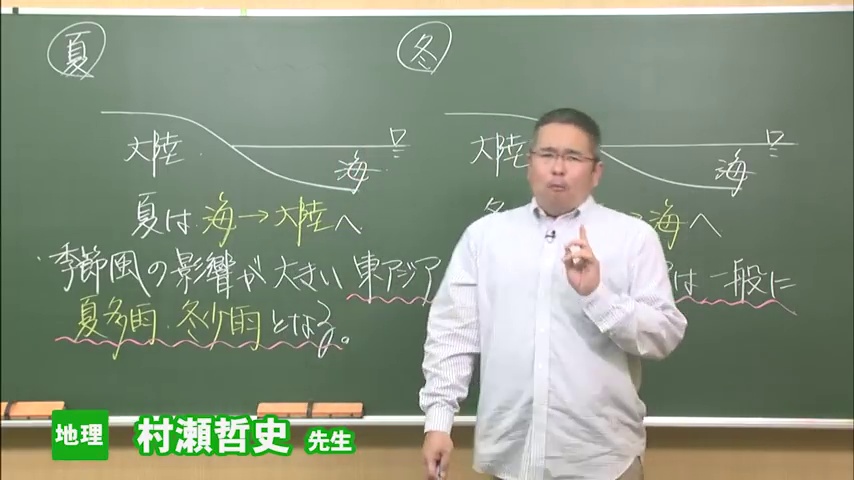 夏
冬
大陸
海
大陸
海
夏は海→大陸へ
→海へ
季節風の影響が大きい東アジア
は一般に
夏多雨・冬少雨となる。
地理 村瀬哲史 先生